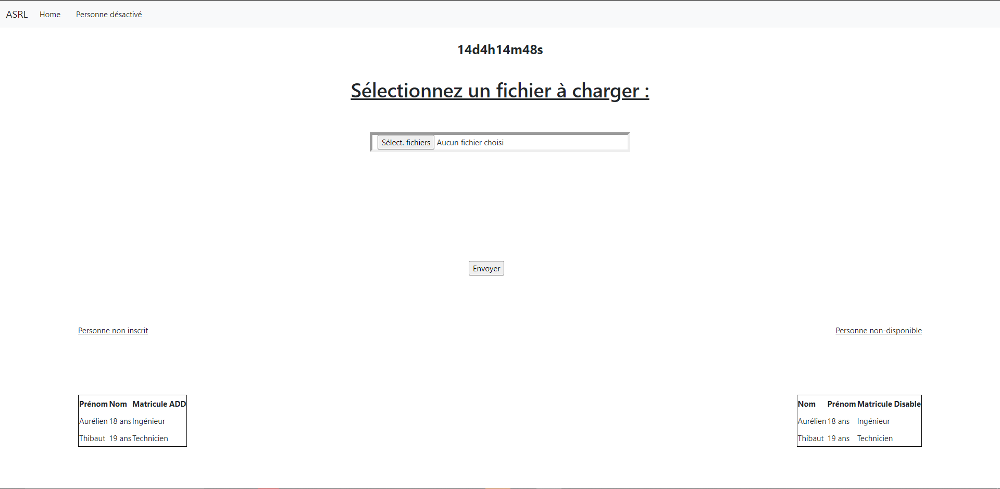 ASRL Home Personne désactivé
14d4h14m48s
Sélectionnez un fichier à charger :
Sélect. fichiers Aucun fichier choisi
Envoyer
Personne non inscrit
Personne non-disponible
Prénom Nom Matricule ADD
Aurélien 18 ans Ingénieur
Thibaut 19 ans Technicien
Nom Prénom Matricule Disable
Aurélien 18 ans Ingénieur
Thibaut 19 ans Technicien